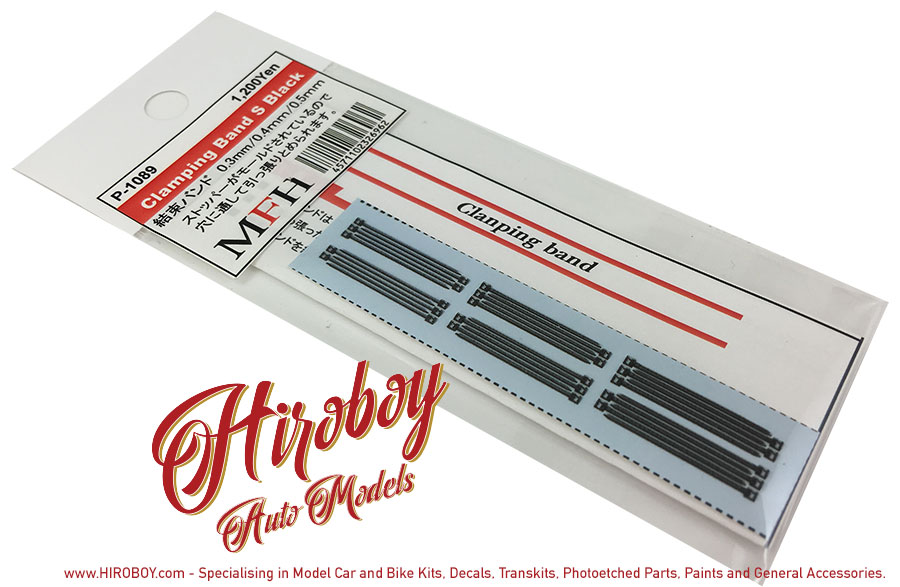 P-1089 1,200Yen
Clamping Band S Black
結束バンド 0.3mm/0.4mm/0.5mm
ストッパーがモールドされているので
穴に通して引っ張りとめられます。
MFH
4571102326962
Clanping band
Hiroboy
Auto Models
www.HIROBOY.com - Specialising in Model Car and Bike Kits, Decals, Transkits, Photoetched Parts, Paints and General Accessories.